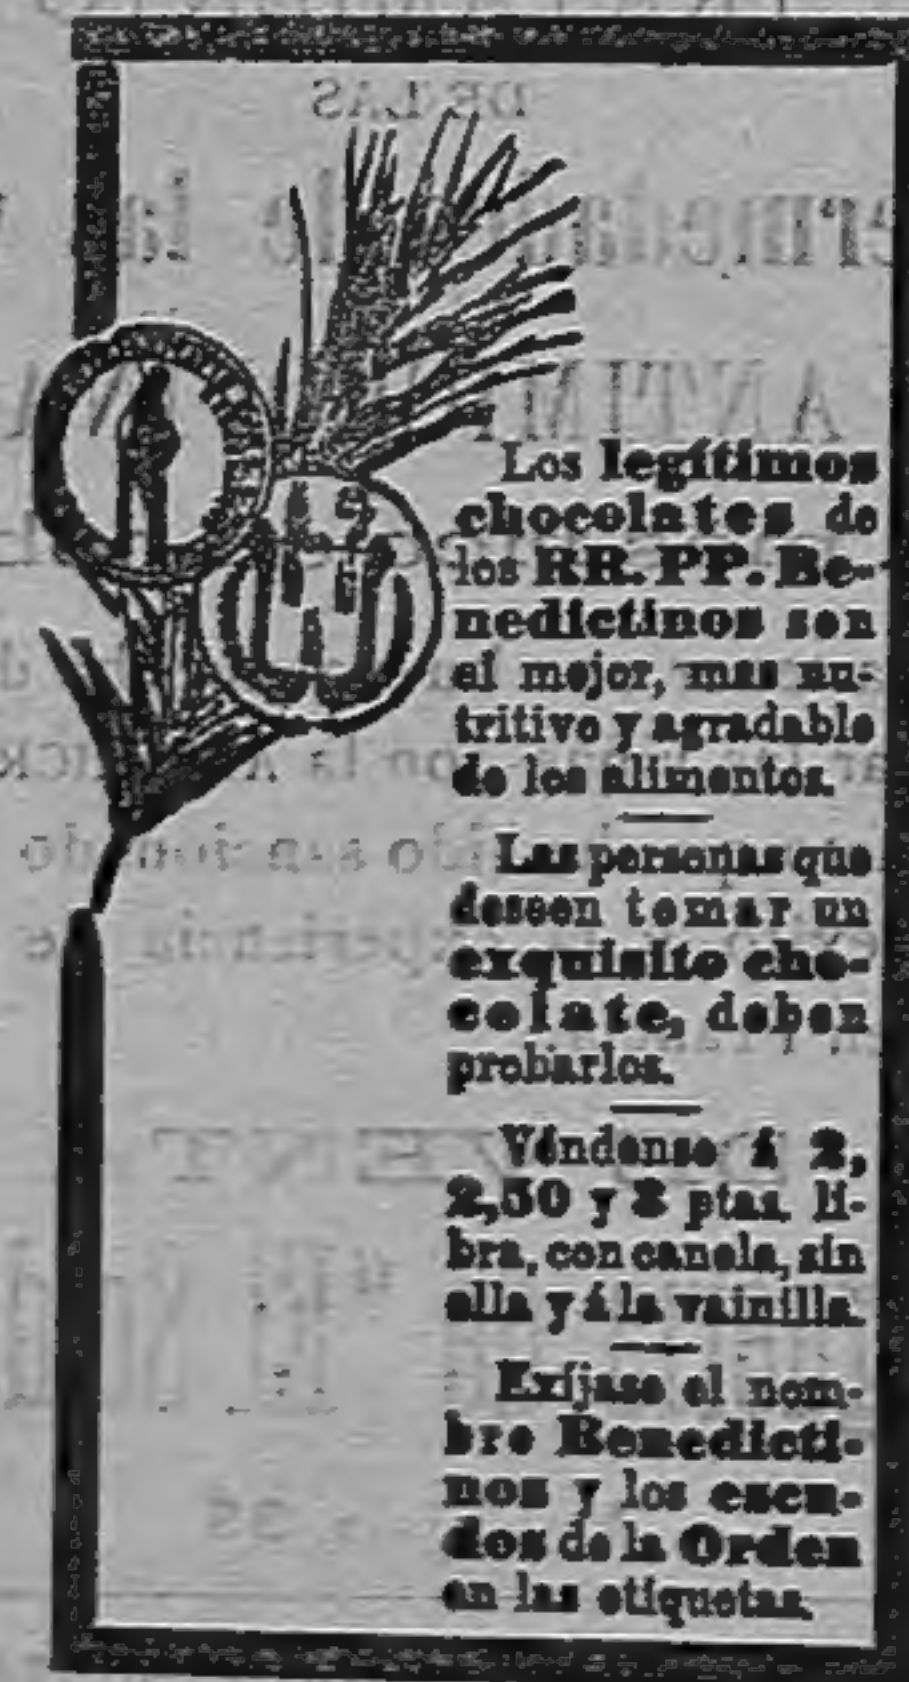 Los legítimos
chocolates de
los RR. PP. Be-
nedictinos son
el mejor, mas nu-
tritivo y agradable
de los alimentos.
Las personas que
deseen tomar un
exquisito cho-
colate, deben
probarlos.
Véndense á 2,
2,50 y 3 ptas. li-
bra, con canela, sin
ella y á la vainilla.
Exíjase el nom-
bre Benedicti-
nos y los escu-
dos de la Orden
en las etiquetas.